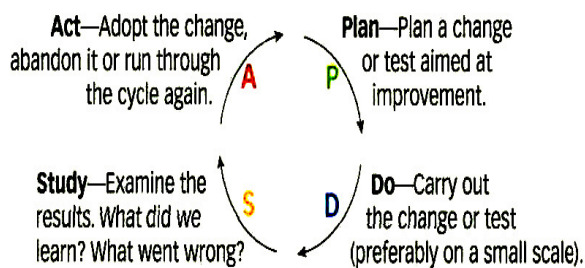 Act—Adopt the change,
abandon it or run through
the cycle again.
A
Plan—Plan a change
or test aimed at
improvement.
P
Do—Carry out
the change or test
(preferably on a small scale).
D
Study—Examine the
results. What did we
learn? What went wrong?
S